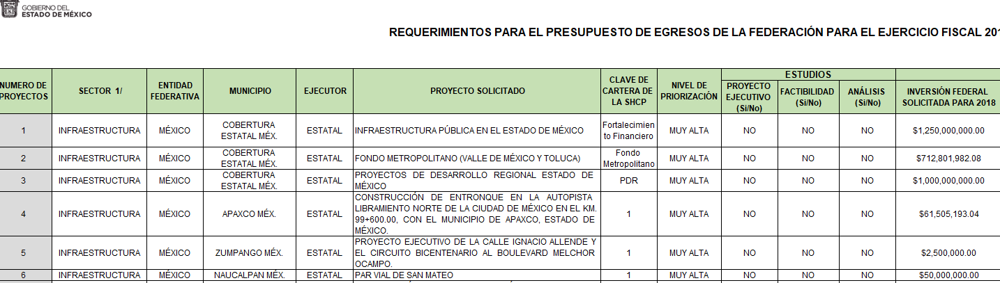 GOBIERNO DEL
ESTADO DE MÉXICO
REQUERIMIENTOS PARA EL PRESUPUESTO DE EGRESOS DE LA FEDERACIÓN PARA EL EJERCICIO FISCAL
NUMERO DE PROYECTOS
SECTOR 1/
ENTIDAD FEDERATIVA
MUNICIPIO
EJECUTOR
PROYECTO SOLICITADO
CLAVE DE CARTERA DE LA SHCP
NIVEL DE PRIORIZACIÓN
ESTUDIOS
PROYECTO EJECUTIVO (Si/No)
FACTIBILIDAD (Si/No)
ANÁLISIS (Si/No)
INVERSIÓN FEDERAL SOLICITADA PARA 2018
1 INFRAESTRUCTURA MÉXICO COBERTURA ESTATAL MÉX. ESTATAL INFRAESTRUCTURA PÚBLICA EN EL ESTADO DE MÉXICO Fortalecimien to Financiero MUY ALTA NO NO NO $1,250,000,000.00
2 INFRAESTRUCTURA MÉXICO COBERTURA ESTATAL MÉX. ESTATAL FONDO METROPOLITANO (VALLE DE MÉXICO Y TOLUCA) Fondo Metropolitano MUY ALTA NO NO NO $712,801,982.08
3 INFRAESTRUCTURA MÉXICO COBERTURA ESTATAL MÉX. ESTATAL PROYECTOS DE DESARROLLO REGIONAL ESTADO DE MÉXICO PDR MUY ALTA NO NO NO $1,000,000,000.00
4 INFRAESTRUCTURA MÉXICO APAXCO MÉX. ESTATAL CONSTRUCCIÓN DE ENTRONQUE EN LA AUTOPISTA LIBRAMIENTO NORTE DE LA CIUDAD DE MÉXICO EN EL KM. 99+600.00, CON EL MUNICIPIO DE APAXCO, ESTADO DE MÉXICO. 1 MUY ALTA NO NO NO $61,505,193.04
5 INFRAESTRUCTURA MÉXICO ZUMPANGO MÉX. ESTATAL PROYECTO EJECUTIVO DE LA CALLE IGNACIO ALLENDE Y EL CIRCUITO BICENTENARIO AL BOULEVARD MELCHOR OCAMPO. 1 MUY ALTA NO NO NO $2,500,000.00
6 INFRAESTRUCTURA MÉXICO NAUCALPAN MÉX. ESTATAL PAR VIAL DE SAN MATEO 1 MUY ALTA NO NO NO $50,000,000.00